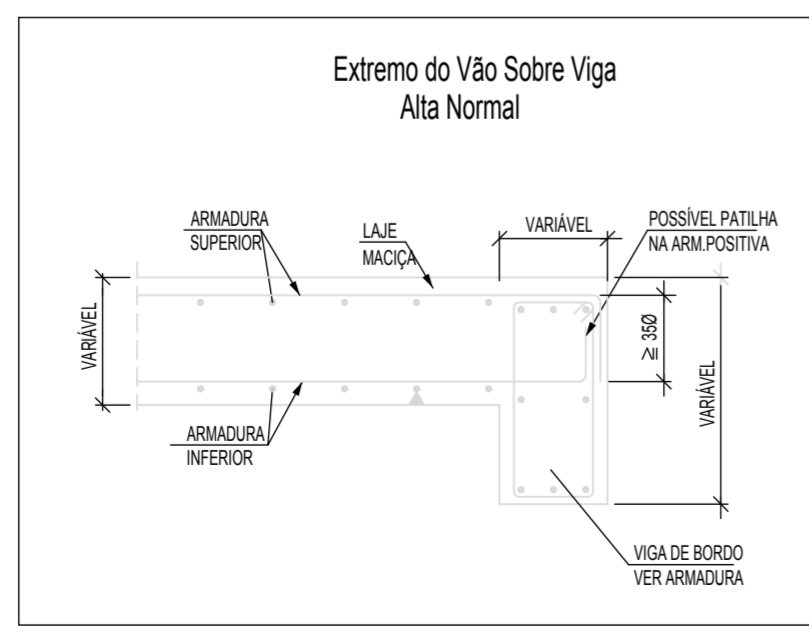 Extremo do Vão Sobre Viga
Alta Normal
ARMADURA
SUPERIOR
LAJE
MACIÇA
VARIÁVEL
POSSÍVEL PATILHA
NA ARM.POSITIVA
VARIÁVEL
≥ 35Ø
VARIÁVEL
ARMADURA
INFERIOR
VIGA DE BORDO
VER ARMADURA